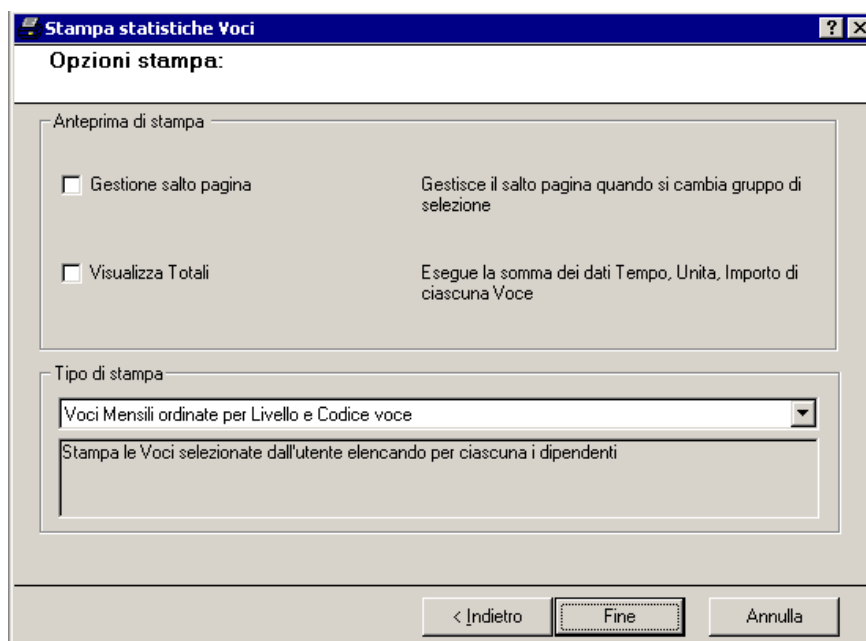 Stampa statistiche Voci
Opzioni stampa:
Anteprima di stampa
Gestione salto pagina
Gestisce il salto pagina quando si cambia gruppo di
selezione
Visualizza Totali
Esegue la somma dei dati Tempo, Unita, Importo di
ciascuna Voce
Tipo di stampa
Voci Mensili ordinate per Livello e Codice voce
Stampa le Voci selezionate dall'utente elencando per ciascuna i dipendenti
< Indietro
Fine
Annulla